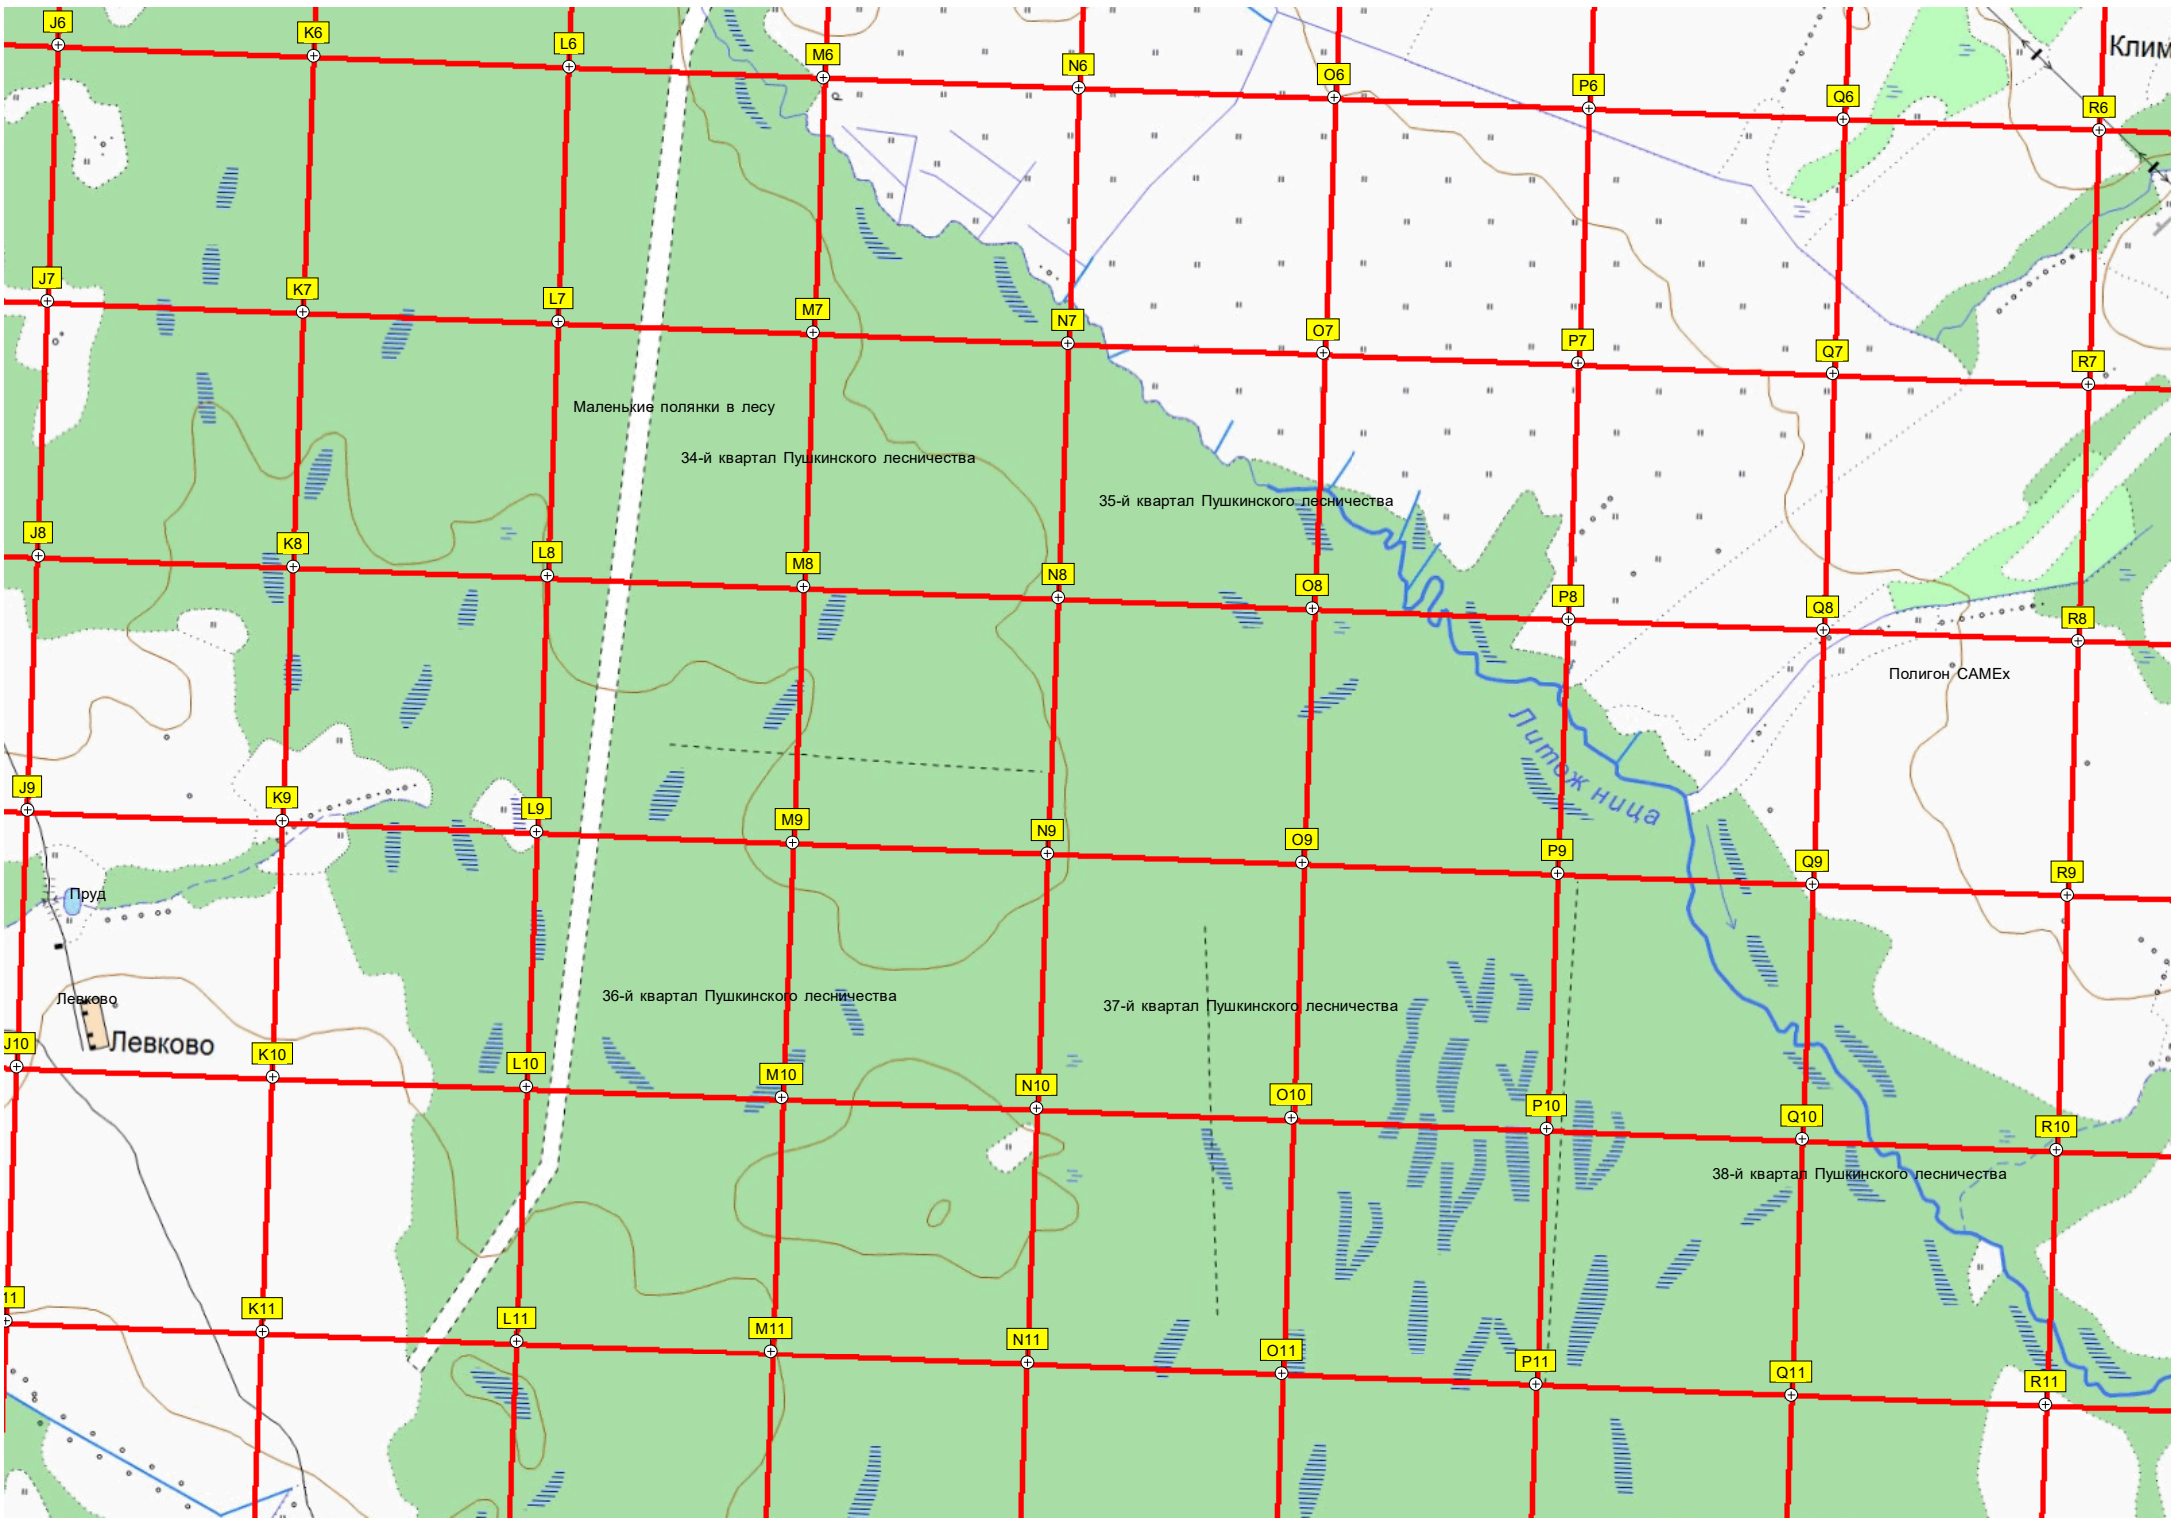 J6
K6
L6
M6
N6
O6
P6
Q6
R6
Клим
J7
K7
L7
M7
N7
O7
P7
Q7
R7
Маленькие полянки в лесу
34-й квартал Пушкинского лесничества
35-й квартал Пушкинского лесничества
J8
K8
L8
M8
N8
O8
P8
Q8
R8
Полигон САМЕх
Питожница
J9
K9
L9
M9
N9
O9
P9
Q9
R9
Пруд
Левково
36-й квартал Пушкинского лесничества
37-й квартал Пушкинского лесничества
Левково
J10
K10
L10
M10
N10
O10
P10
Q10
R10
38-й квартал Пушкинского лесничества
11
K11
L11
M11
N11
O11
P11
Q11
R11